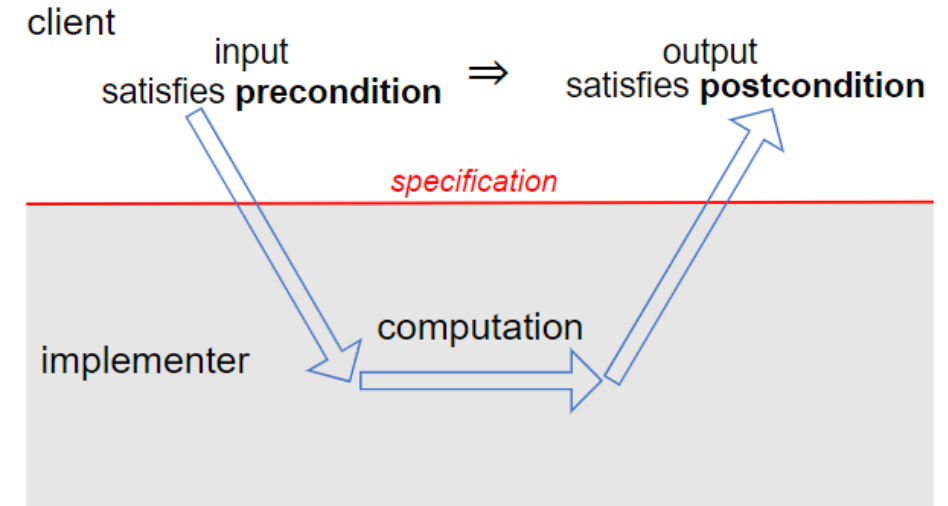 client
input
satisfies precondition
⇒
output
satisfies postcondition
specification
computation
implementer